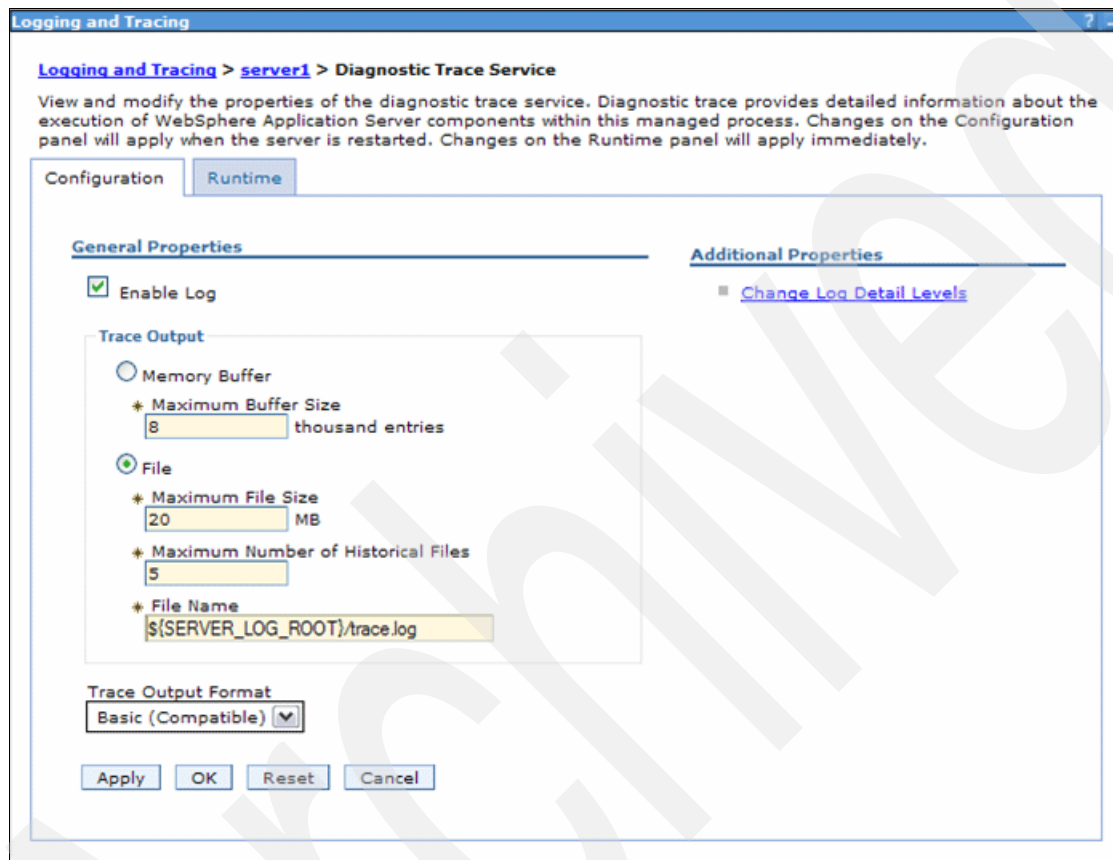 Logging and Tracing
?
Logging and Tracing > server1 > Diagnostic Trace Service
View and modify the properties of the diagnostic trace service. Diagnostic trace provides detailed information about the
execution of WebSphere Application Server components within this managed process. Changes on the Configuration
panel will apply when the server is restarted. Changes on the Runtime panel will apply immediately.
Configuration Runtime
General Properties
Additional Properties
Enable Log
Change Log Detail Levels
Trace Output
Memory Buffer
* Maximum Buffer Size
8 thousand entries
File
* Maximum File Size
20 MB
* Maximum Number of Historical Files
5
* File Name
${SERVER_LOG_ROOT}/trace.log
Trace Output Format
Basic (Compatible)
Apply OK Reset Cancel
Archived